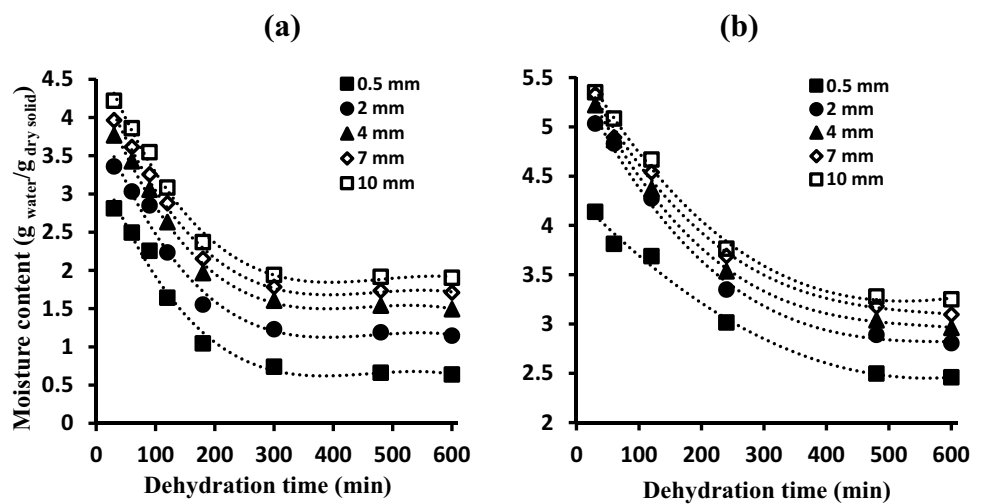 (a)
(b)
Moisture content (g water/g dry solid)
4.5
4
3.5
3
2.5
2
1.5
1
0.5
0
0 100 200 300 400 500 600
Dehydration time (min)
0.5 mm
2 mm
4 mm
7 mm
10 mm
5.5
5
4.5
4
3.5
3
2.5
2
0 100 200 300 400 500 600
Dehydration time (min)
0.5 mm
2 mm
4 mm
7 mm
10 mm